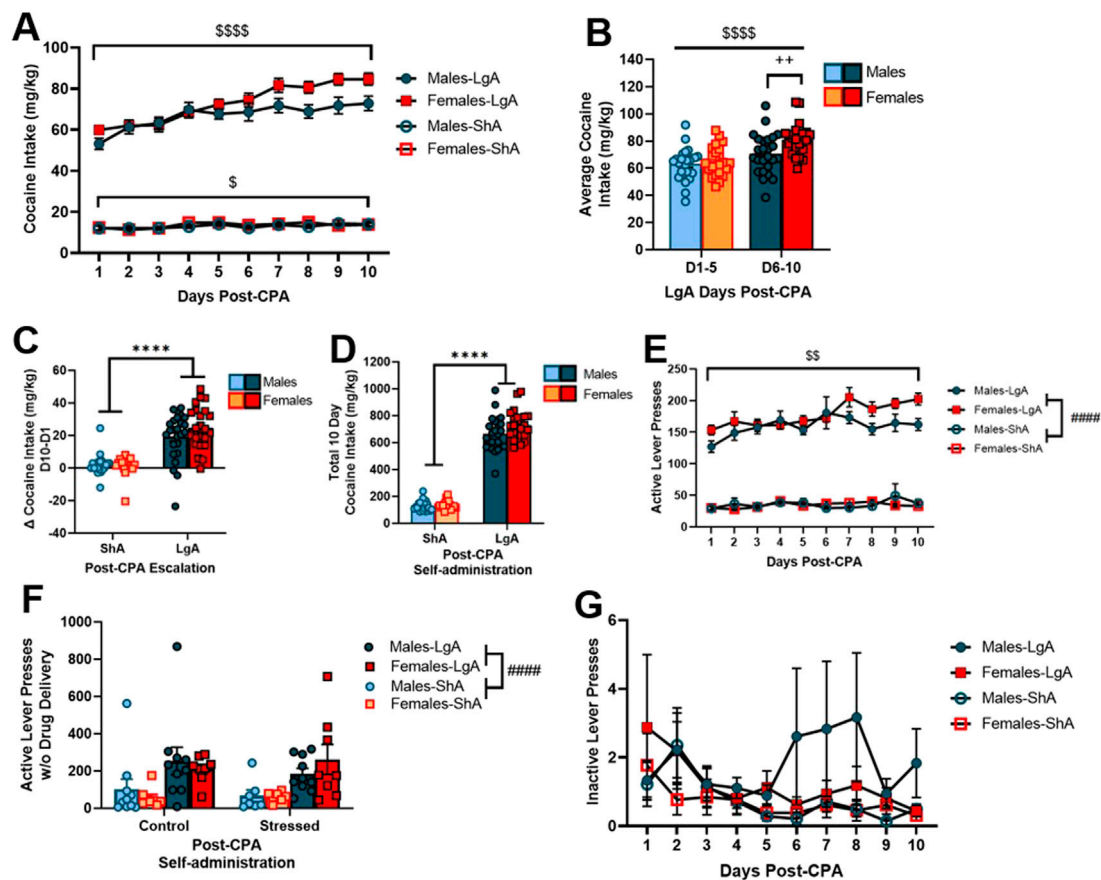 A
$$$$
100
80
60
40
20
0
Cocaine Intake (mg/kg)
$
1 2 3 4 5 6 7 8 9 10
Days Post-CPA
Males-LgA
Females-LgA
Males-ShA
Females-ShA
B
$$$$
++
140
120
100
80
60
40
20
0
Average Cocaine
Intake (mg/kg)
D1-5 D6-10
LgA Days Post-CPA
Males
Females
C
****
60
40
20
0
-20
-40
Δ Cocaine Intake (mg/kg)
D10-D1
ShA LgA
Post-CPA Escalation
Males
Females
D
****
1200
1000
800
600
400
200
0
Total 10 Day
Cocaine Intake (mg/kg)
ShA LgA
Post-CPA
Self-administration
Males
Females
E
$$
250
200
150
100
50
0
Active Lever Presses
1 2 3 4 5 6 7 8 9 10
Days Post-CPA
Males-LgA
Females-LgA
Males-ShA
Females-ShA
####
F
1000
800
600
400
200
0
Active Lever Presses
w/o Drug Delivery
Control Stressed
Post-CPA
Self-administration
Males-LgA
Females-LgA
Males-ShA
Females-ShA
####
G
6
4
2
0
Inactive Lever Presses
1 2 3 4 5 6 7 8 9 10
Days Post-CPA
Males-LgA
Females-LgA
Males-ShA
Females-ShA